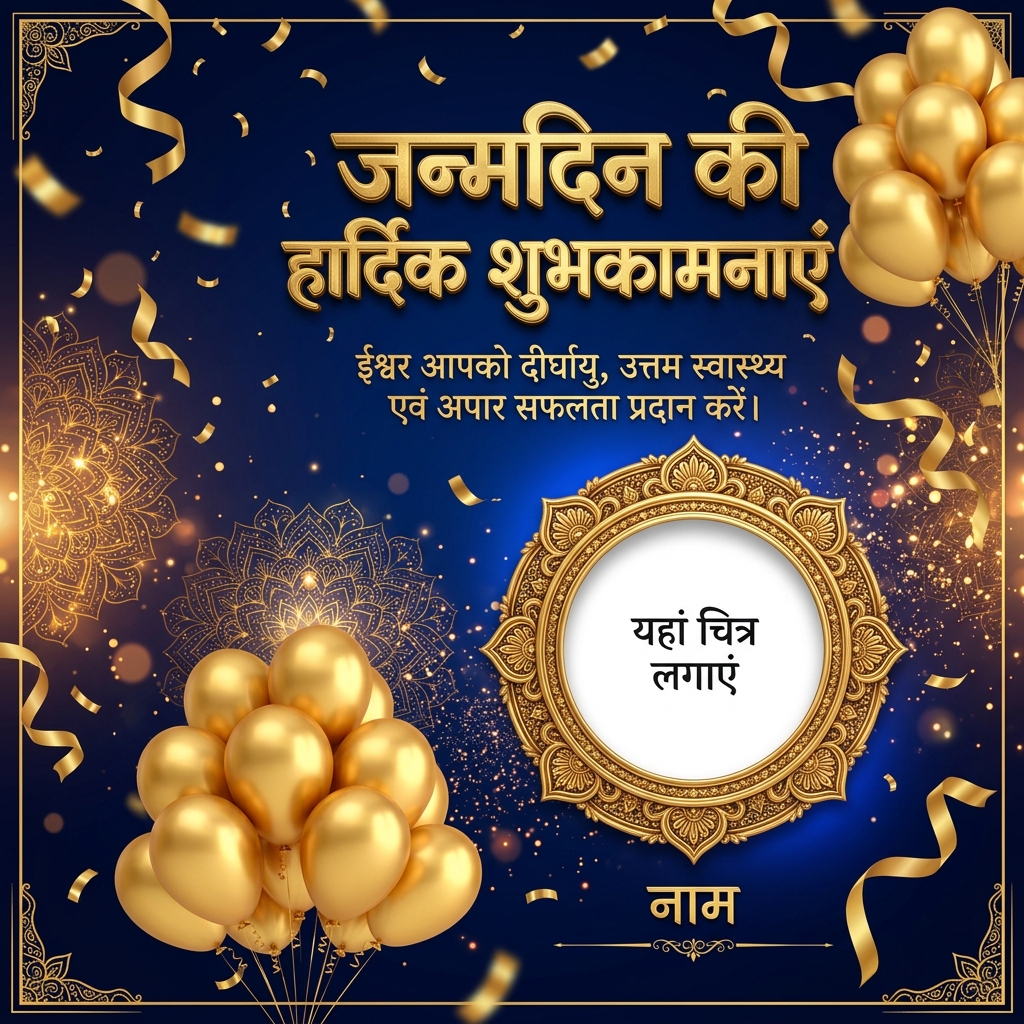 जन्मदिन की
हार्दिक शुभकामनाएं
ईश्वर आपको दीर्घायु, उत्तम स्वास्थ्य
एवं अपार सफलता प्रदान करें।
यहां चित्र
लगाएं
नाम